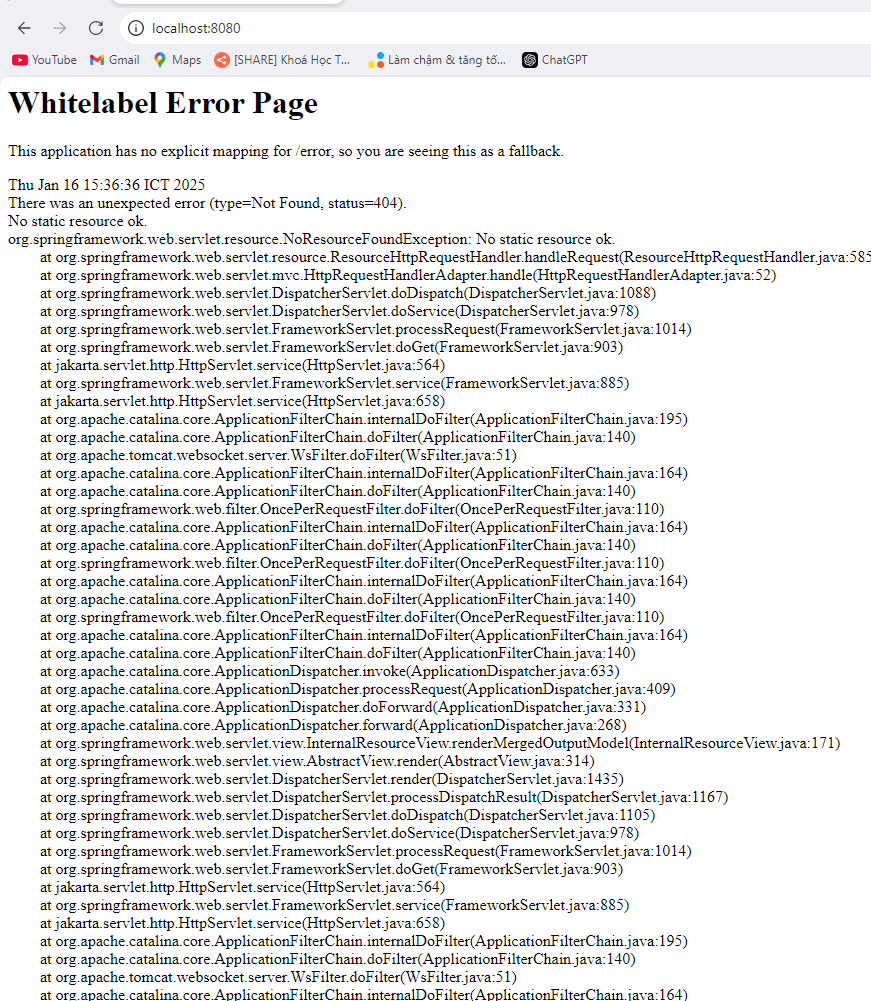 localhost:8080
YouTube Gmail Maps [SHARE] Khoá Học T... Làm chậm & tăng tố... ChatGPT
Whitelabel Error Page
This application has no explicit mapping for /error, so you are seeing this as a fallback.
Thu Jan 16 15:36:36 ICT 2025
There was an unexpected error (type=Not Found, status=404).
No static resource ok.
org.springframework.web.servlet.resource.NoResourceFoundException: No static resource ok.
at org.springframework.web.servlet.resource.ResourceHttpRequestHandler.handleRequest(ResourceHttpRequestHandler.java:585
at org.springframework.web.servlet.mvc.HttpRequestHandlerAdapter.handle(HttpRequestHandlerAdapter.java:52)
at org.springframework.web.servlet.DispatcherServlet.doDispatch(DispatcherServlet.java:1088)
at org.springframework.web.servlet.DispatcherServlet.doService(DispatcherServlet.java:978)
at org.springframework.web.servlet.FrameworkServlet.processRequest(FrameworkServlet.java:1014)
at org.springframework.web.servlet.FrameworkServlet.doGet(FrameworkServlet.java:903)
at jakarta.servlet.http.HttpServlet.service(HttpServlet.java:564)
at org.springframework.web.servlet.FrameworkServlet.service(FrameworkServlet.java:885)
at jakarta.servlet.http.HttpServlet.service(HttpServlet.java:658)
at org.apache.catalina.core.ApplicationFilterChain.internalDoFilter(ApplicationFilterChain.java:195)
at org.apache.catalina.core.ApplicationFilterChain.doFilter(ApplicationFilterChain.java:140)
at org.apache.tomcat.websocket.server.WsFilter.doFilter(WsFilter.java:51)
at org.apache.catalina.core.ApplicationFilterChain.internalDoFilter(ApplicationFilterChain.java:164)
at org.apache.catalina.core.ApplicationFilterChain.doFilter(ApplicationFilterChain.java:140)
at org.springframework.web.filter.OncePerRequestFilter.doFilter(OncePerRequestFilter.java:110)
at org.apache.catalina.core.ApplicationFilterChain.internalDoFilter(ApplicationFilterChain.java:164)
at org.apache.catalina.core.ApplicationFilterChain.doFilter(ApplicationFilterChain.java:140)
at org.springframework.web.filter.OncePerRequestFilter.doFilter(OncePerRequestFilter.java:110)
at org.apache.catalina.core.ApplicationFilterChain.internalDoFilter(ApplicationFilterChain.java:164)
at org.apache.catalina.core.ApplicationFilterChain.doFilter(ApplicationFilterChain.java:140)
at org.springframework.web.filter.OncePerRequestFilter.doFilter(OncePerRequestFilter.java:110)
at org.apache.catalina.core.ApplicationFilterChain.internalDoFilter(ApplicationFilterChain.java:164)
at org.apache.catalina.core.ApplicationFilterChain.doFilter(ApplicationFilterChain.java:140)
at org.apache.catalina.core.ApplicationDispatcher.invoke(ApplicationDispatcher.java:633)
at org.apache.catalina.core.ApplicationDispatcher.processRequest(ApplicationDispatcher.java:409)
at org.apache.catalina.core.ApplicationDispatcher.doForward(ApplicationDispatcher.java:331)
at org.apache.catalina.core.ApplicationDispatcher.forward(ApplicationDispatcher.java:268)
at org.springframework.web.servlet.view.InternalResourceView.renderMergedOutputModel(InternalResourceView.java:171)
at org.springframework.web.servlet.view.AbstractView.render(AbstractView.java:314)
at org.springframework.web.servlet.DispatcherServlet.render(DispatcherServlet.java:1435)
at org.springframework.web.servlet.DispatcherServlet.processDispatchResult(DispatcherServlet.java:1167)
at org.springframework.web.servlet.DispatcherServlet.doDispatch(DispatcherServlet.java:1105)
at org.springframework.web.servlet.DispatcherServlet.doService(DispatcherServlet.java:978)
at org.springframework.web.servlet.FrameworkServlet.processRequest(FrameworkServlet.java:1014)
at org.springframework.web.servlet.FrameworkServlet.doGet(FrameworkServlet.java:903)
at jakarta.servlet.http.HttpServlet.service(HttpServlet.java:564)
at org.springframework.web.servlet.FrameworkServlet.service(FrameworkServlet.java:885)
at jakarta.servlet.http.HttpServlet.service(HttpServlet.java:658)
at org.apache.catalina.core.ApplicationFilterChain.internalDoFilter(ApplicationFilterChain.java:195)
at org.apache.catalina.core.ApplicationFilterChain.doFilter(ApplicationFilterChain.java:140)
at org.apache.tomcat.websocket.server.WsFilter.doFilter(WsFilter.java:51)
at org.apache.catalina.core.ApplicationFilterChain.internalDoFilter(ApplicationFilterChain.java:164)